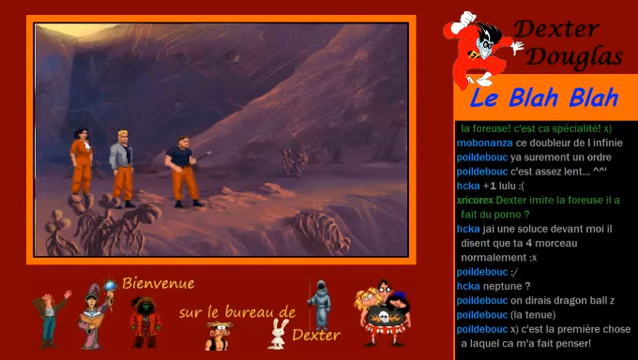 Dexter
Douglas
Le Blah Blah
la foreuse! c'est ca spécialité! x)
mobonanza ce doubleur de l infinie
poildebouc ya surement un ordre
poildebouc c'est assez lent... ^^'
hcka +1 lulu :(
xricorex Dexter imite la foreuse il a
fait du porno ?
hcka jai une soluce devant moi il
disent que ta 4 morceau
normalement :x
poildebouc :/
hcka neptune ?
poildebouc on dirais dragon ball z
poildebouc (la tenue)
poildebouc x) c'est la première chose
a laquel ca m'a fait penser!
Bienvenue
sur le bureau de
Dexter